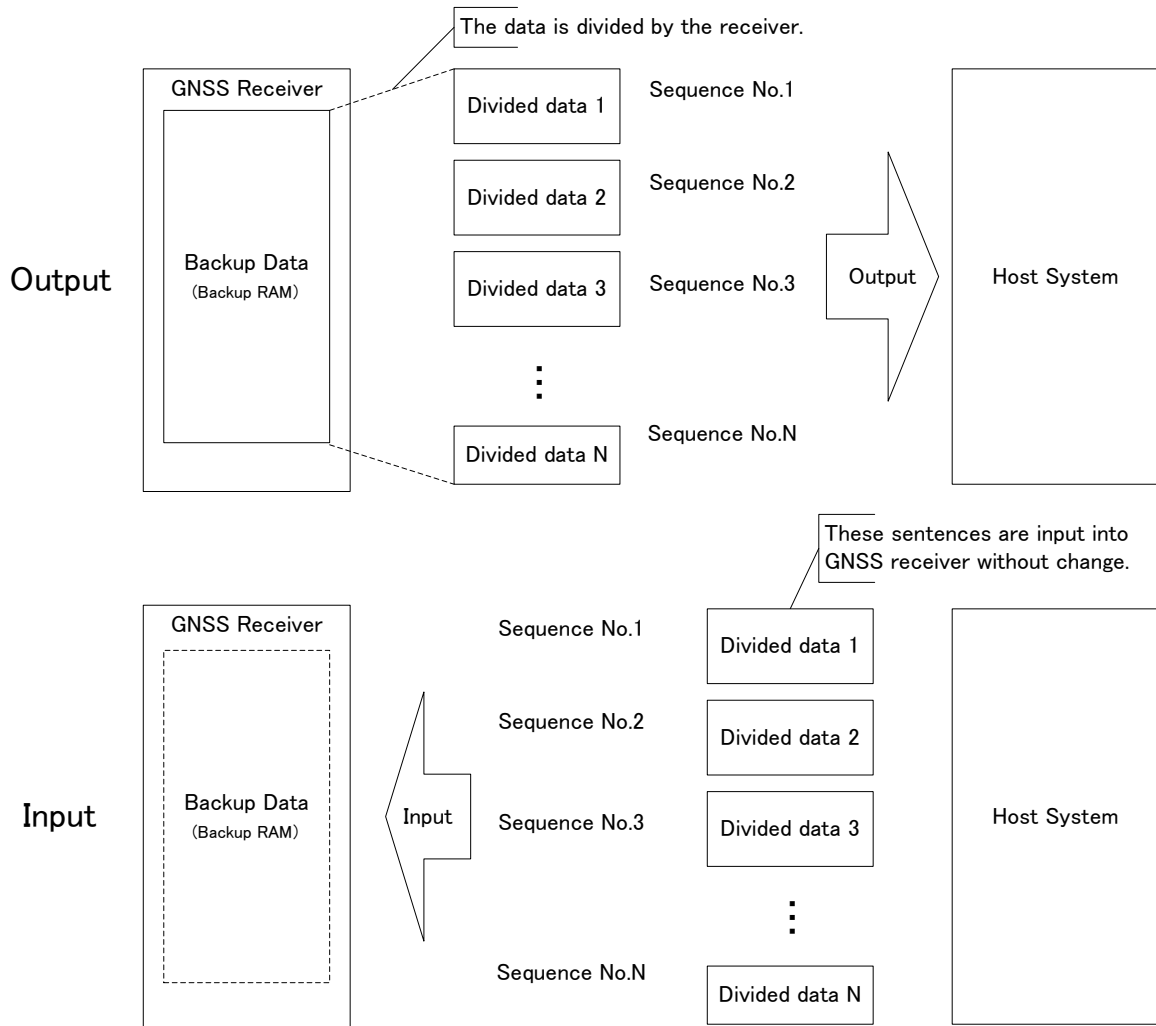 The data is divided by the receiver.
GNSS Receiver
Divided data 1
Sequence No.1
Divided data 2
Sequence No.2
Output
Backup Data
(Backup RAM)
Divided data 3
Sequence No.3
Output
Host System
Divided data N
Sequence No.N
These sentences are input into
GNSS receiver without change.
GNSS Receiver
Sequence No.1
Divided data 1
Sequence No.2
Divided data 2
Input
Backup Data
(Backup RAM)
Input
Sequence No.3
Divided data 3
Host System
Sequence No.N
Divided data N